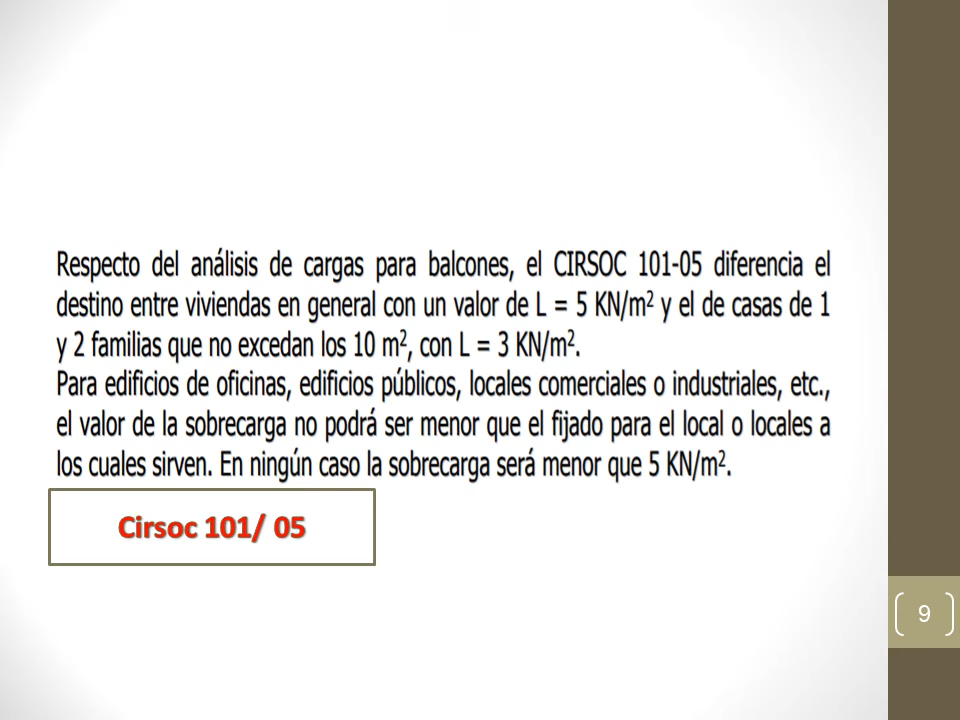 Respecto del análisis de cargas para balcones, el CIRSOC 101-05 diferencia el
destino entre viviendas en general con un valor de L = 5 KN/m² y el de casas de 1
y 2 familias que no excedan los 10 m², con L = 3 KN/m².
Para edificios de oficinas, edificios públicos, locales comerciales o industriales, etc.,
el valor de la sobrecarga no podrá ser menor que el fijado para el local o locales a
los cuales sirven. En ningún caso la sobrecarga será menor que 5 KN/m².
Cirsoc 101/ 05
9